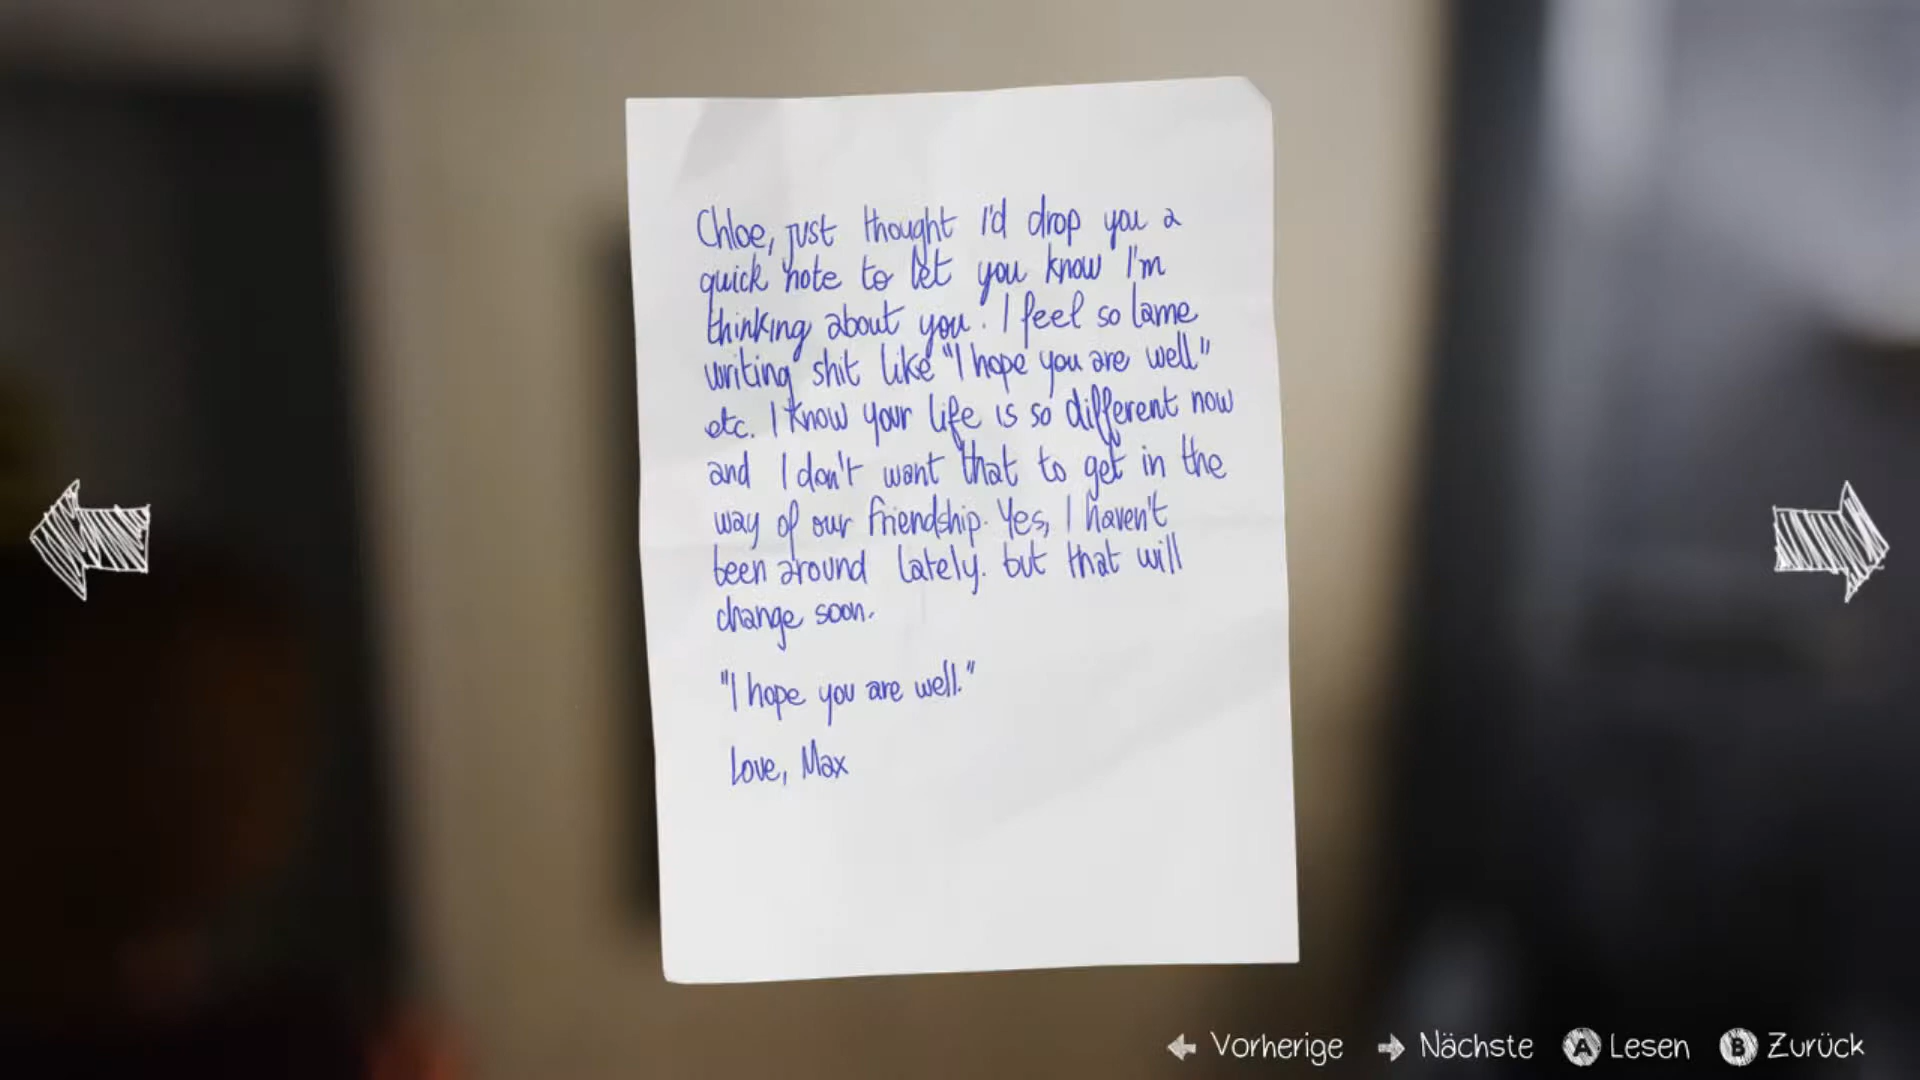 Chloe, just thought I'd drop you a
quick note to let you know I'm
thinking about you. I feel so lame
writing shit like "I hope you are well"
etc. I know your life is so different now
and I don't want that to get in the
way of our friendship. Yes, I haven't
been around lately. but that will
change soon.
"I hope you are well."
Love, Max
Vorherige Nächste A Lesen B Zurück